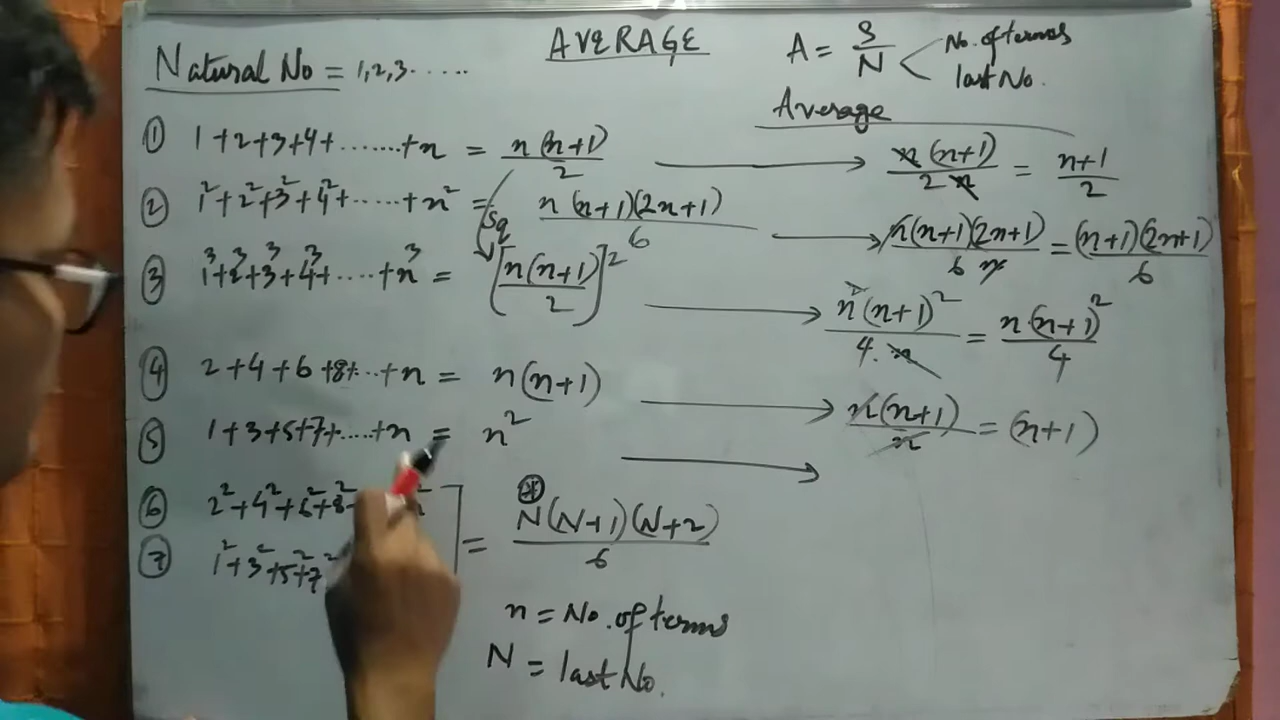 AVERAGE
A = S/N < No. of terms
last No.
Natural No = 1,2,3.....
Average
① 1+2+3+4+.......+n = n(n+1)/2 → n(n+1)/2n = n+1/2
② 1²+2²+3²+4²+.....+n² = n(n+1)(2n+1)/6 → n(n+1)(2n+1)/6n = (n+1)(2n+1)/6
Sq
③ 1³+2³+3³+4³+....+n³ = [n(n+1)/2]² → n²(n+1)²/4.n = n(n+1)²/4
④ 2+4+6+8+...+n = n(n+1) → n(n+1)/n = (n+1)
⑤ 1+3+5+7+....+n = n² →
⑥ 2²+4²+6²+8²
⑦ 1²+3²+5²+7²
= N(N+1)(N+2)/6
n = No. of terms
N = last No.